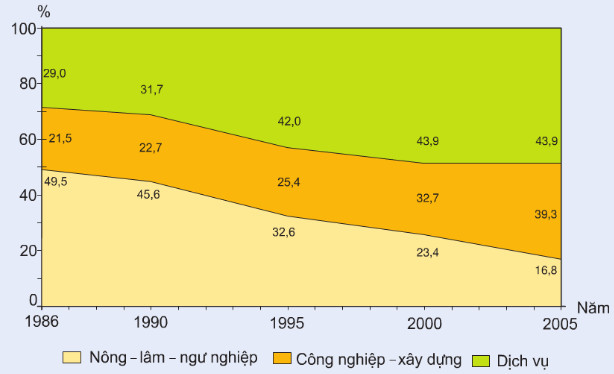 %
100
80
60
40
20
0
29,0 31,7 42,0 43,9 43,9
21,5 22,7 25,4 32,7 39,3
49,5 45,6 32,6 23,4 16,8
1986 1990 1995 2000 2005 Năm
Nông – lâm – ngư nghiệp Công nghiệp – xây dựng Dịch vụ